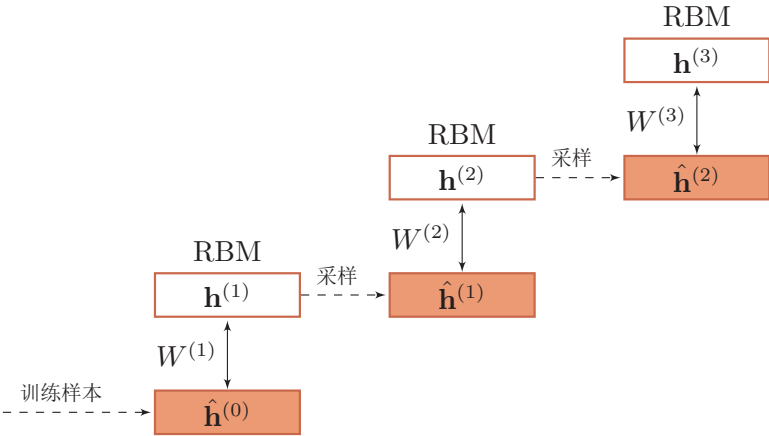 RBM
h^(3)
W^(3)
RBM
采样
h^(2)
ĥ^(2)
W^(2)
RBM
采样
h^(1)
ĥ^(1)
W^(1)
训练样本
ĥ^(0)